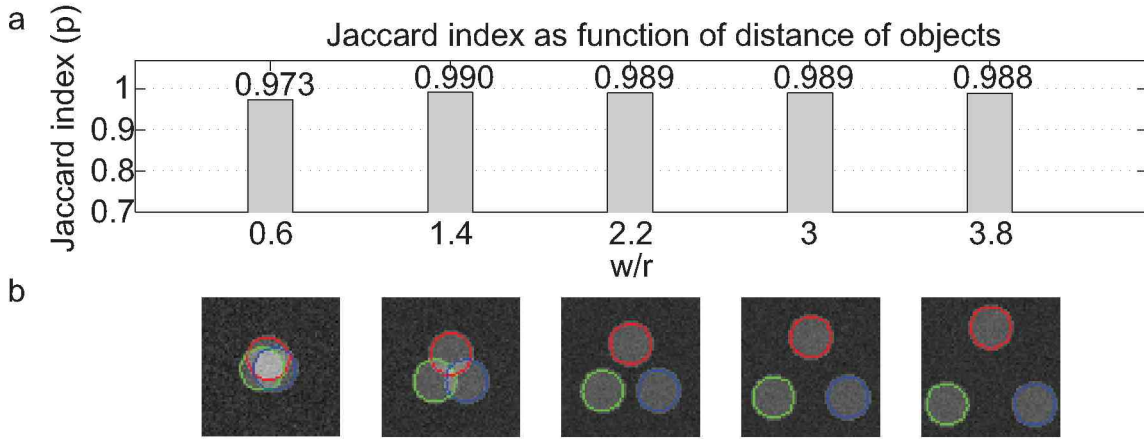 a
Jaccard index as function of distance of objects
Jaccard index (p)
1
0.9
0.8
0.7
0.973
0.990
0.989
0.989
0.988
0.6
1.4
2.2
3
3.8
w/r
b